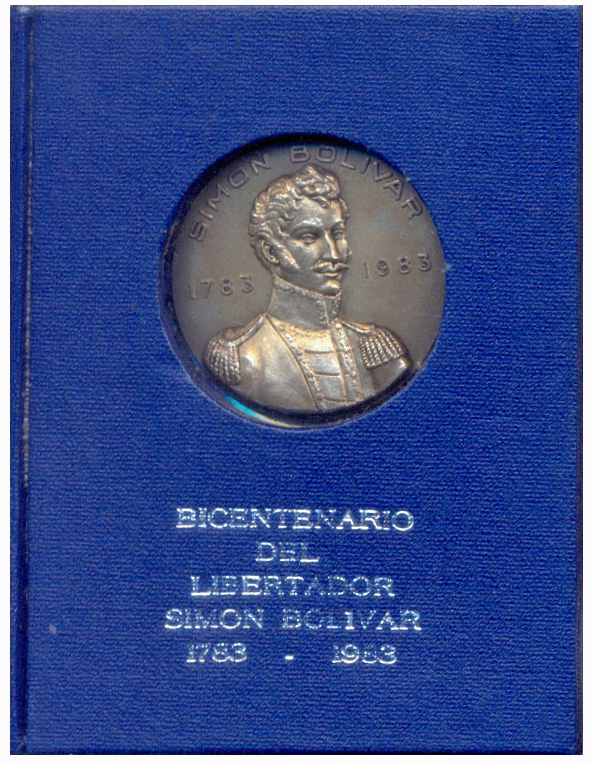 SIMON BOLIVAR
1783 1983
BICENTENARIO
DEL
LIBERTADOR
SIMON BOLIVAR
1783 - 1983